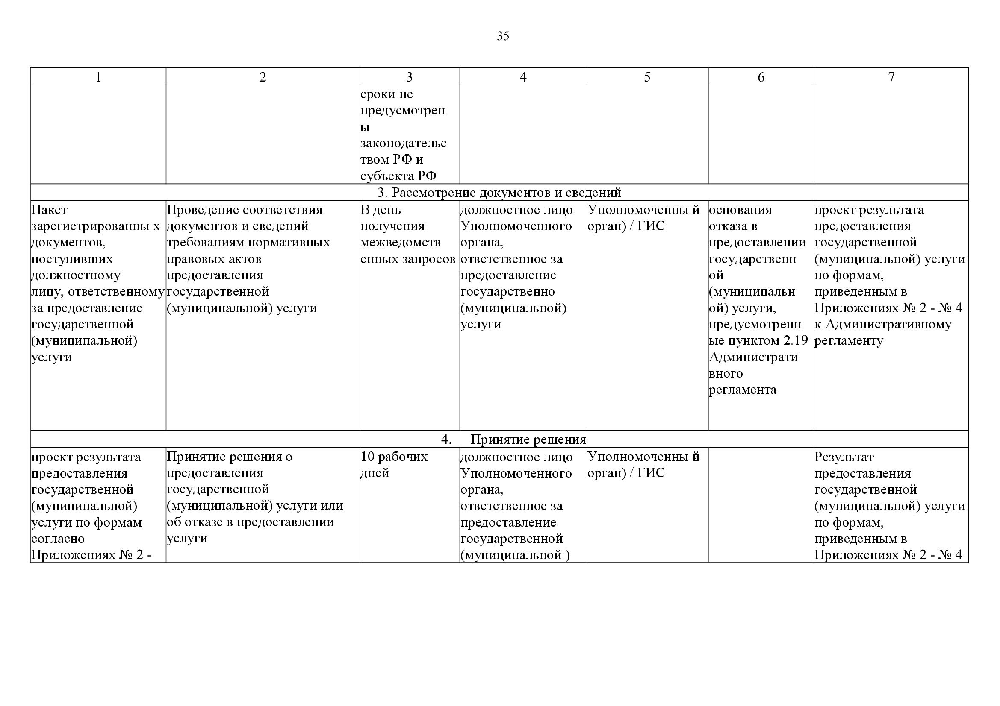 35
1
2
3
4
5
6
7
сроки не
предусмотрен
ы
законодательс
твом РФ и
субъекта РФ
3. Рассмотрение документов и сведений
Пакет
зарегистрированны х
документов,
поступивших
должностному
лицу, ответственному
за предоставление
государственной
(муниципальной)
услуги
Проведение соответствия
документов и сведений
требованиям нормативных
правовых актов
предоставления
государственной
(муниципальной) услуги
В день
получения
межведомств
енных запросов
должностное лицо
Уполномоченного
органа,
ответственное за
предоставление
государственно
(муниципальной)
услуги
Уполномоченны й
орган) / ГИС
основания
отказа в
предоставлении
государственн
ой
(муниципальн
ой) услуги,
предусмотренн
ые пунктом 2.19
Администрати
вного
регламента
проект результата
предоставления
государственной
(муниципальной) услуги
по формам,
приведенным в
Приложениях № 2 - № 4
к Административному
регламенту
4. Принятие решения
проект результата
предоставления
государственной
(муниципальной)
услуги по формам
согласно
Приложениях № 2 -
Принятие решения о
предоставления
государственной
(муниципальной) услуги или
об отказе в предоставлении
услуги
10 рабочих
дней
должностное лицо
Уполномоченного
органа,
ответственное за
предоставление
государственной
(муниципальной )
Уполномоченны й
орган) / ГИС
Результат
предоставления
государственной
(муниципальной) услуги
по формам,
приведенным в
Приложениях № 2 - № 4